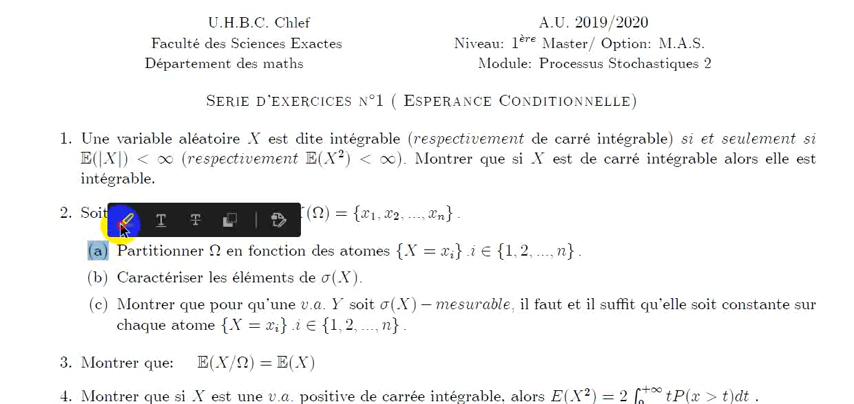 U.H.B.C. Chlef
A.U. 2019/2020
Faculté des Sciences Exactes
Niveau: 1ère Master/ Option: M.A.S.
Département des maths
Module: Processus Stochastiques 2
SERIE D'EXERCICES N°1 ( ESPERANCE CONDITIONNELLE)
1. Une variable aléatoire X est dite intégrable (respectivement de carré intégrable) si et seulement si
𝔼(|X|) < ∞ (respectivement 𝔼(X²) < ∞). Montrer que si X est de carré intégrable alors elle est
intégrable.
2. Soit (Ω) = {x₁, x₂, ..., xₙ} .
(a) Partitionner Ω en fonction des atomes {X = xᵢ} .i ∈ {1, 2, ..., n} .
(b) Caractériser les éléments de σ(X).
(c) Montrer que pour qu'une v.a. Y soit σ(X) − mesurable, il faut et il suffit qu'elle soit constante sur
chaque atome {X = xᵢ} .i ∈ {1, 2, ..., n} .
3. Montrer que: 𝔼(X/Ω) = 𝔼(X)
4. Montrer que si X est une v.a. positive de carrée intégrable, alors E(X²) = 2 ∫₀⁺∞ tP(x > t)dt .